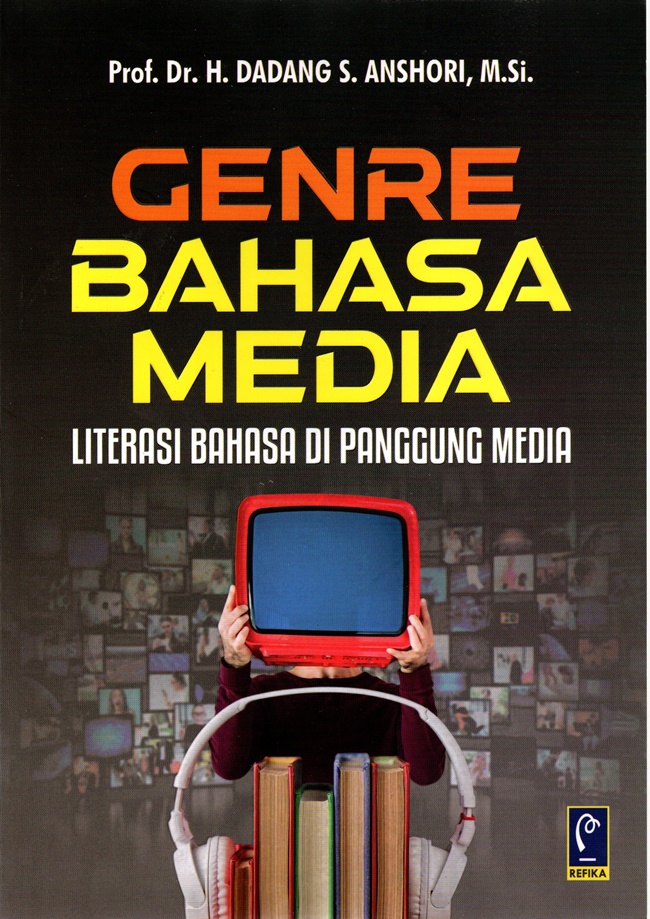 Prof. Dr. H. DADANG S. ANSHORI, M.Si.
GENRE
BAHASA
MEDIA
LITERASI BAHASA DI PANGGUNG MEDIA
REFIKA